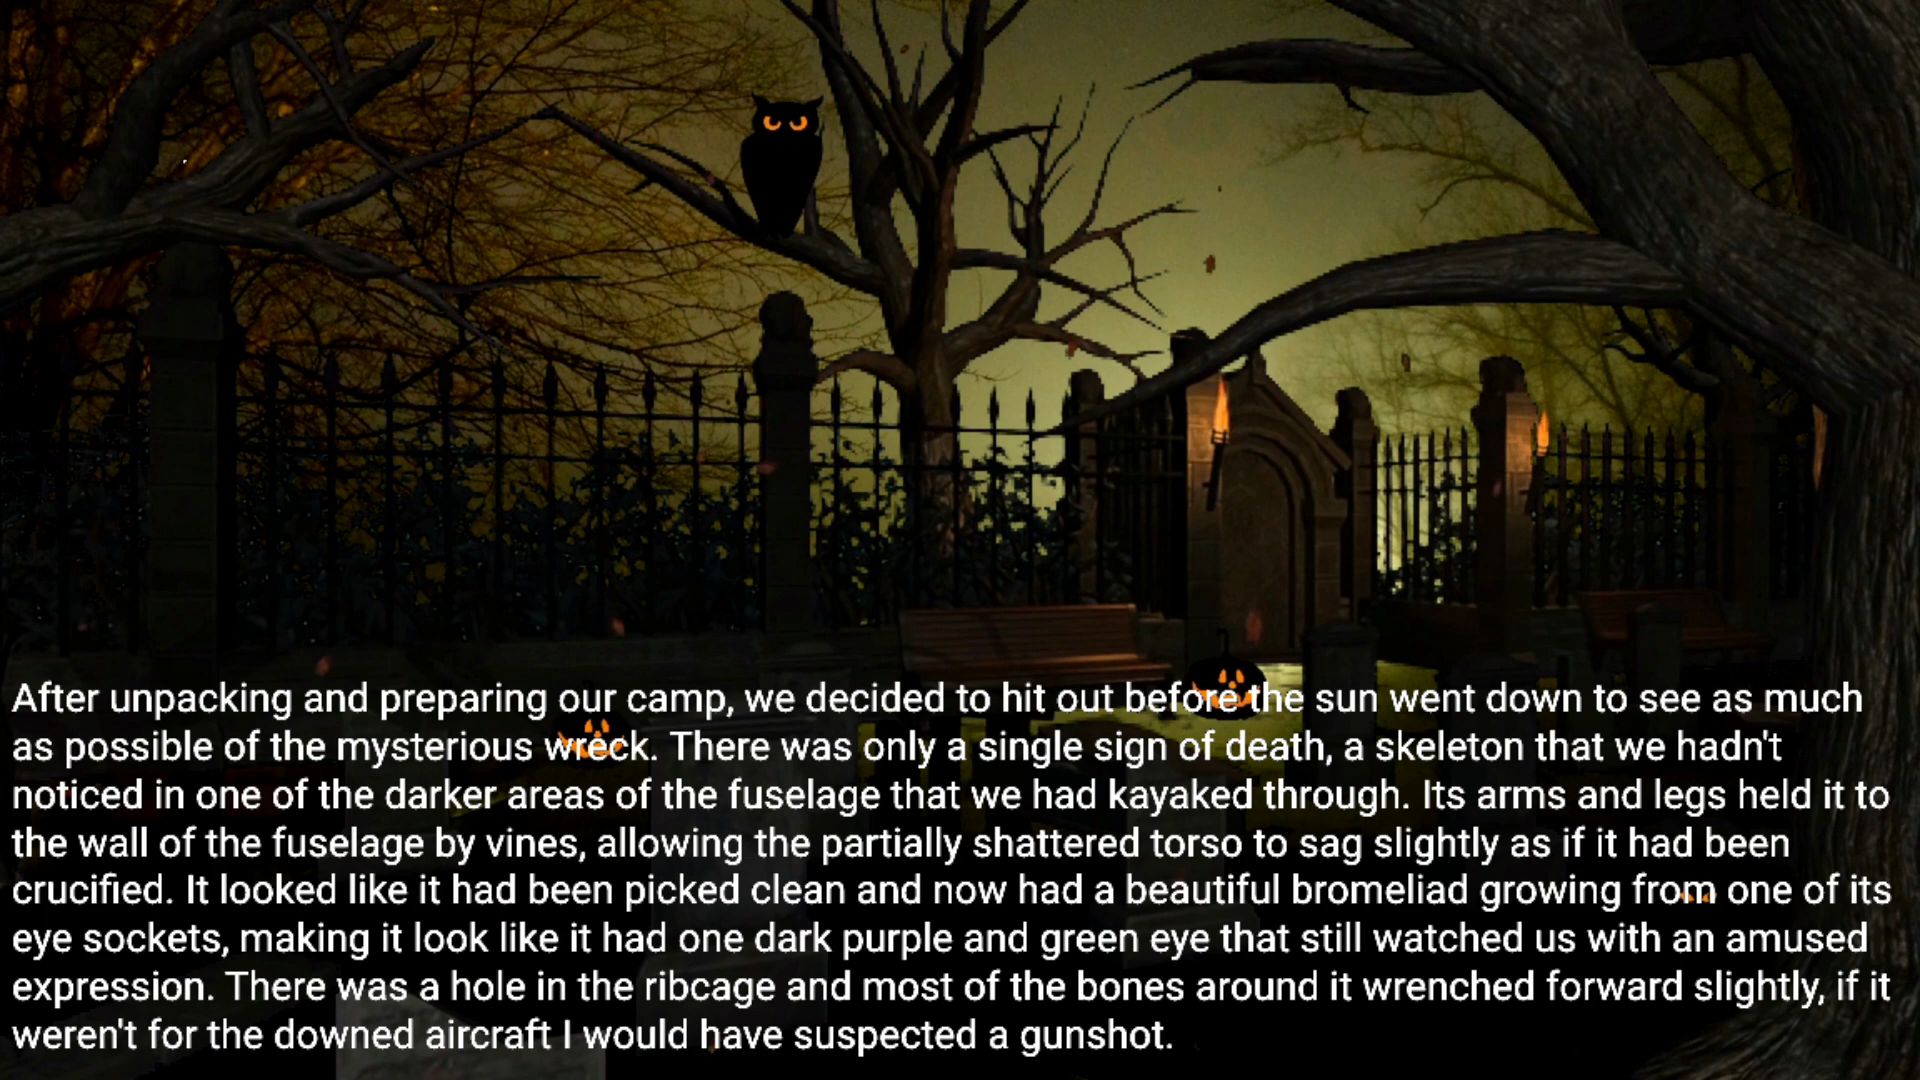 After unpacking and preparing our camp, we decided to hit out before the sun went down to see as much
as possible of the mysterious wreck. There was only a single sign of death, a skeleton that we hadn't
noticed in one of the darker areas of the fuselage that we had kayaked through. Its arms and legs held it to
the wall of the fuselage by vines, allowing the partially shattered torso to sag slightly as if it had been
crucified. It looked like it had been picked clean and now had a beautiful bromeliad growing from one of its
eye sockets, making it look like it had one dark purple and green eye that still watched us with an amused
expression. There was a hole in the ribcage and most of the bones around it wrenched forward slightly, if it
weren't for the downed aircraft I would have suspected a gunshot.